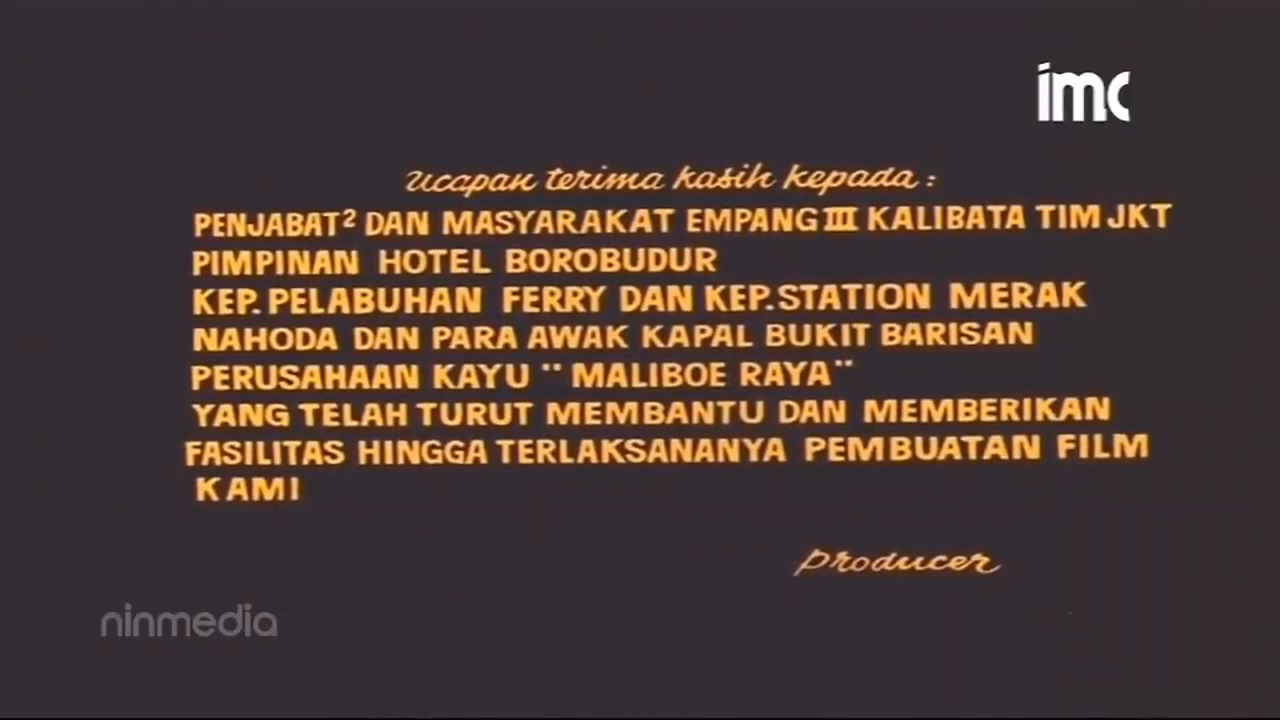 imc
Ucapan terima kasih kepada :
PENJABAT² DAN MASYARAKAT EMPANG III KALIBATA TIM JKT
PIMPINAN HOTEL BOROBUDUR
KEP. PELABUHAN FERRY DAN KEP. STATION MERAK
NAHODA DAN PARA AWAK KAPAL BUKIT BARISAN
PERUSAHAAN KAYU " MALIBOE RAYA "
YANG TELAH TURUT MEMBANTU DAN MEMBERIKAN
FASILITAS HINGGA TERLAKSANANYA PEMBUATAN FILM
KAMI
Producer
ninmedia